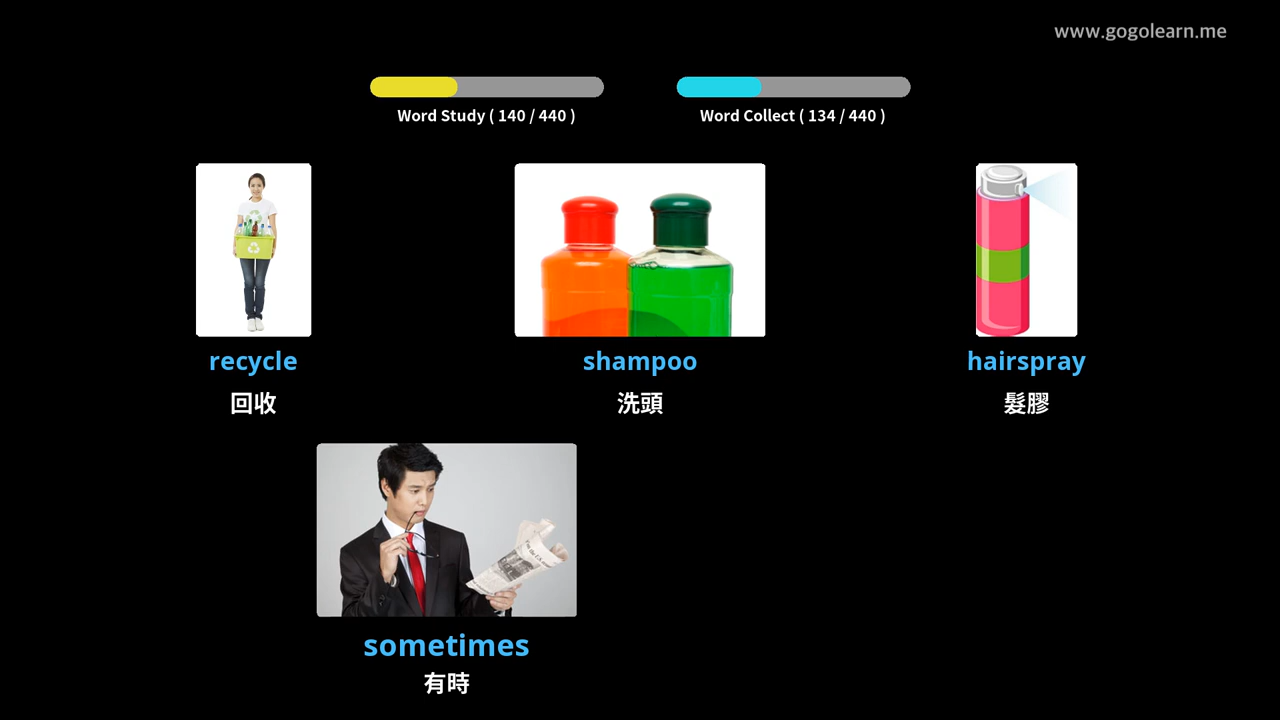 www.gogolearn.me
Word Study ( 140 / 440 )
Word Collect ( 134 / 440 )
recycle
回收
shampoo
洗頭
hairspray
髮膠
sometimes
有時